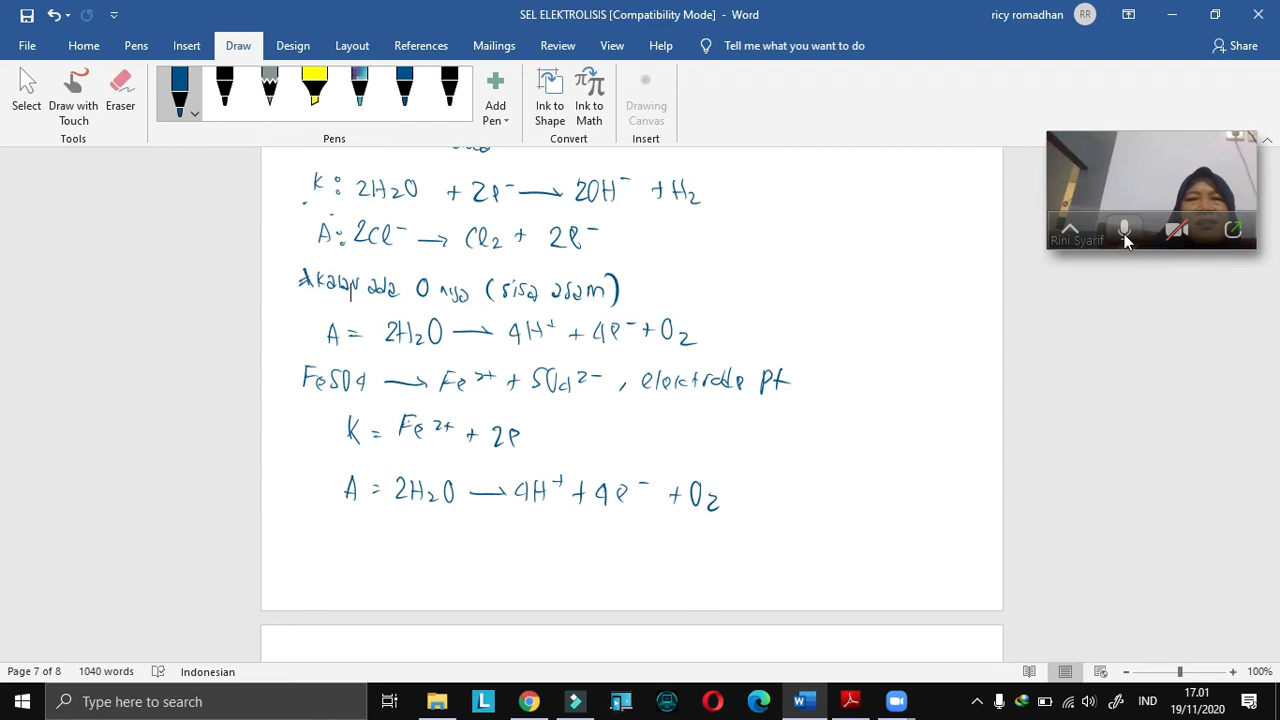 SEL ELEKTROLISIS [Compatibility Mode] - Word
ricy romadhan
RR
File Home Pens Insert Draw Design Layout References Mailings Review View Help Tell me what you want to do Share
Select
Draw with Touch
Eraser
Add Pen
Ink to Shape
Ink to Math
Drawing Canvas
Tools
Pens
Convert
Insert
K: 2H2O + 2e⁻ → 2OH⁻ + H2
A: 2Cl⁻ → Cl2 + 2e⁻
ada O nya (sisa asam)
A = 2H2O → 4H⁺ + 4e⁻ + O2
FeSO4 → Fe²⁺ + SO4²⁻, elektrode Pt
K = Fe²⁺ + 2e
A = 2H2O → 4H⁺ + 4e⁻ + O2
Rini Syarif
Page 7 of 8 1040 words Indonesian 100%
Type here to search
IND
17.01
19/11/2020